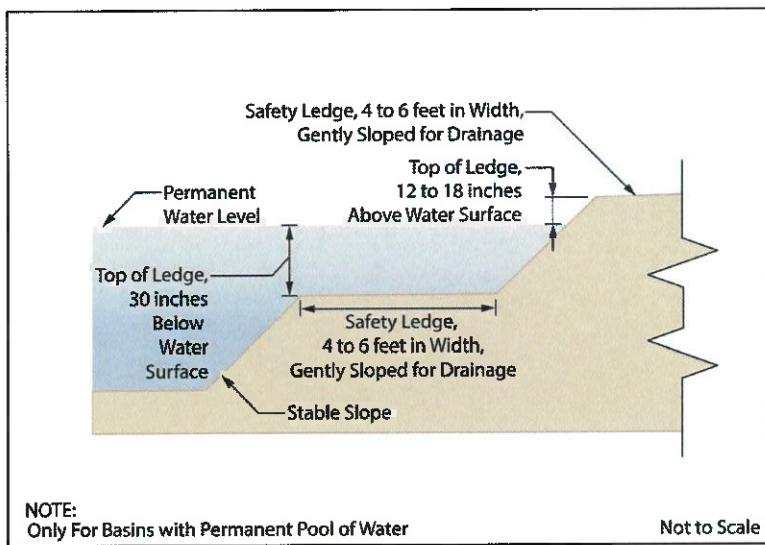 Safety Ledge, 4 to 6 feet in Width,
Gently Sloped for Drainage
Top of Ledge,
12 to 18 inches
Above Water Surface
Permanent
Water Level
Top of Ledge,
30 inches
Below
Water
Surface
Safety Ledge,
4 to 6 feet in Width,
Gently Sloped for Drainage
Stable Slope
NOTE:
Only For Basins with Permanent Pool of Water
Not to Scale